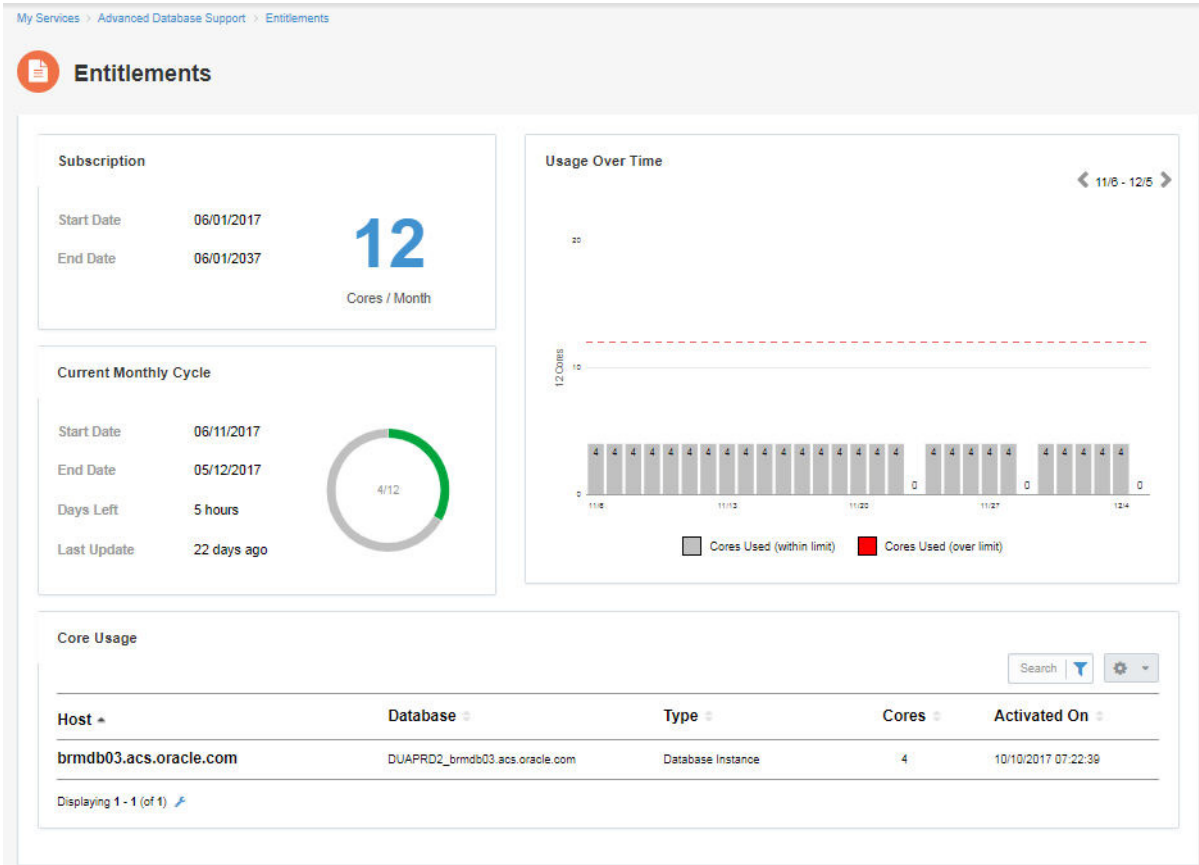 My Services > Advanced Database Support > Entitlements
Entitlements
Subscription
Start Date 06/01/2017
End Date 06/01/2037
12
Cores / Month
Current Monthly Cycle
Start Date 06/11/2017
End Date 05/12/2017
Days Left 5 hours
Last Update 22 days ago
4/12
Usage Over Time
11/6 - 12/5
20
12 Cores
10
4 4 4 4 4 4 4 4 4 4 4 4 4 4 4 4 4 0 4 4 4 4 4 0 4 4 4 4 4 0
0
11/6 11/13 11/20 11/27 12/4
Cores Used (within limit) Cores Used (over limit)
Core Usage
Search
Host Database Type Cores Activated On
brmdb03.acs.oracle.com DUAPRD2_brmdb03.acs.oracle.com Database Instance 4 10/10/2017 07:22:39
Displaying 1 - 1 (of 1)